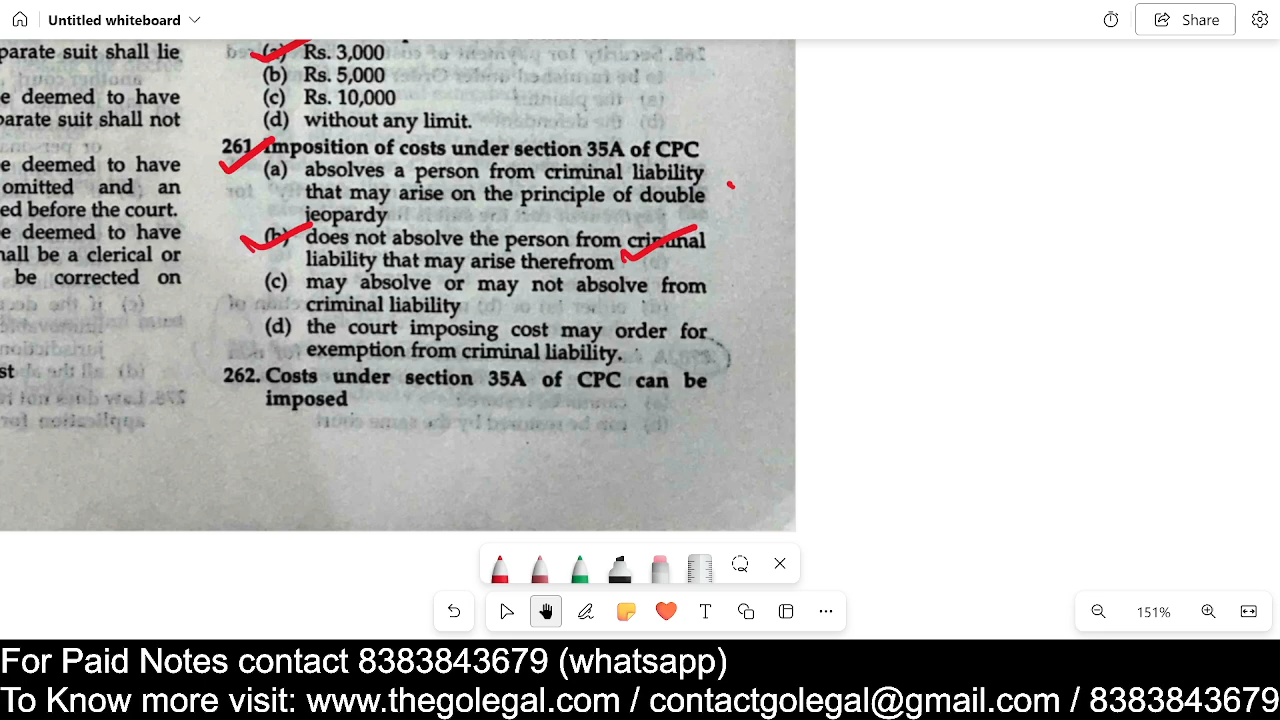 Untitled whiteboard
Share
parate suit shall lie
e deemed to have
parate suit shall not
e deemed to have
omitted and an
ed before the court.
e deemed to have
hall be a clerical or
be corrected on
st
(a) Rs. 3,000
(b) Rs. 5,000
(c) Rs. 10,000
(d) without any limit.
261. Imposition of costs under section 35A of CPC
(a) absolves a person from criminal liability
that may arise on the principle of double
jeopardy
(b) does not absolve the person from criminal
liability that may arise therefrom
(c) may absolve or may not absolve from
criminal liability
(d) the court imposing cost may order for
exemption from criminal liability.
262. Costs under section 35A of CPC can be
imposed
T
151%
For Paid Notes contact 8383843679 (whatsapp)
To Know more visit: www.thegolegal.com / contactgolegal@gmail.com / 8383843679